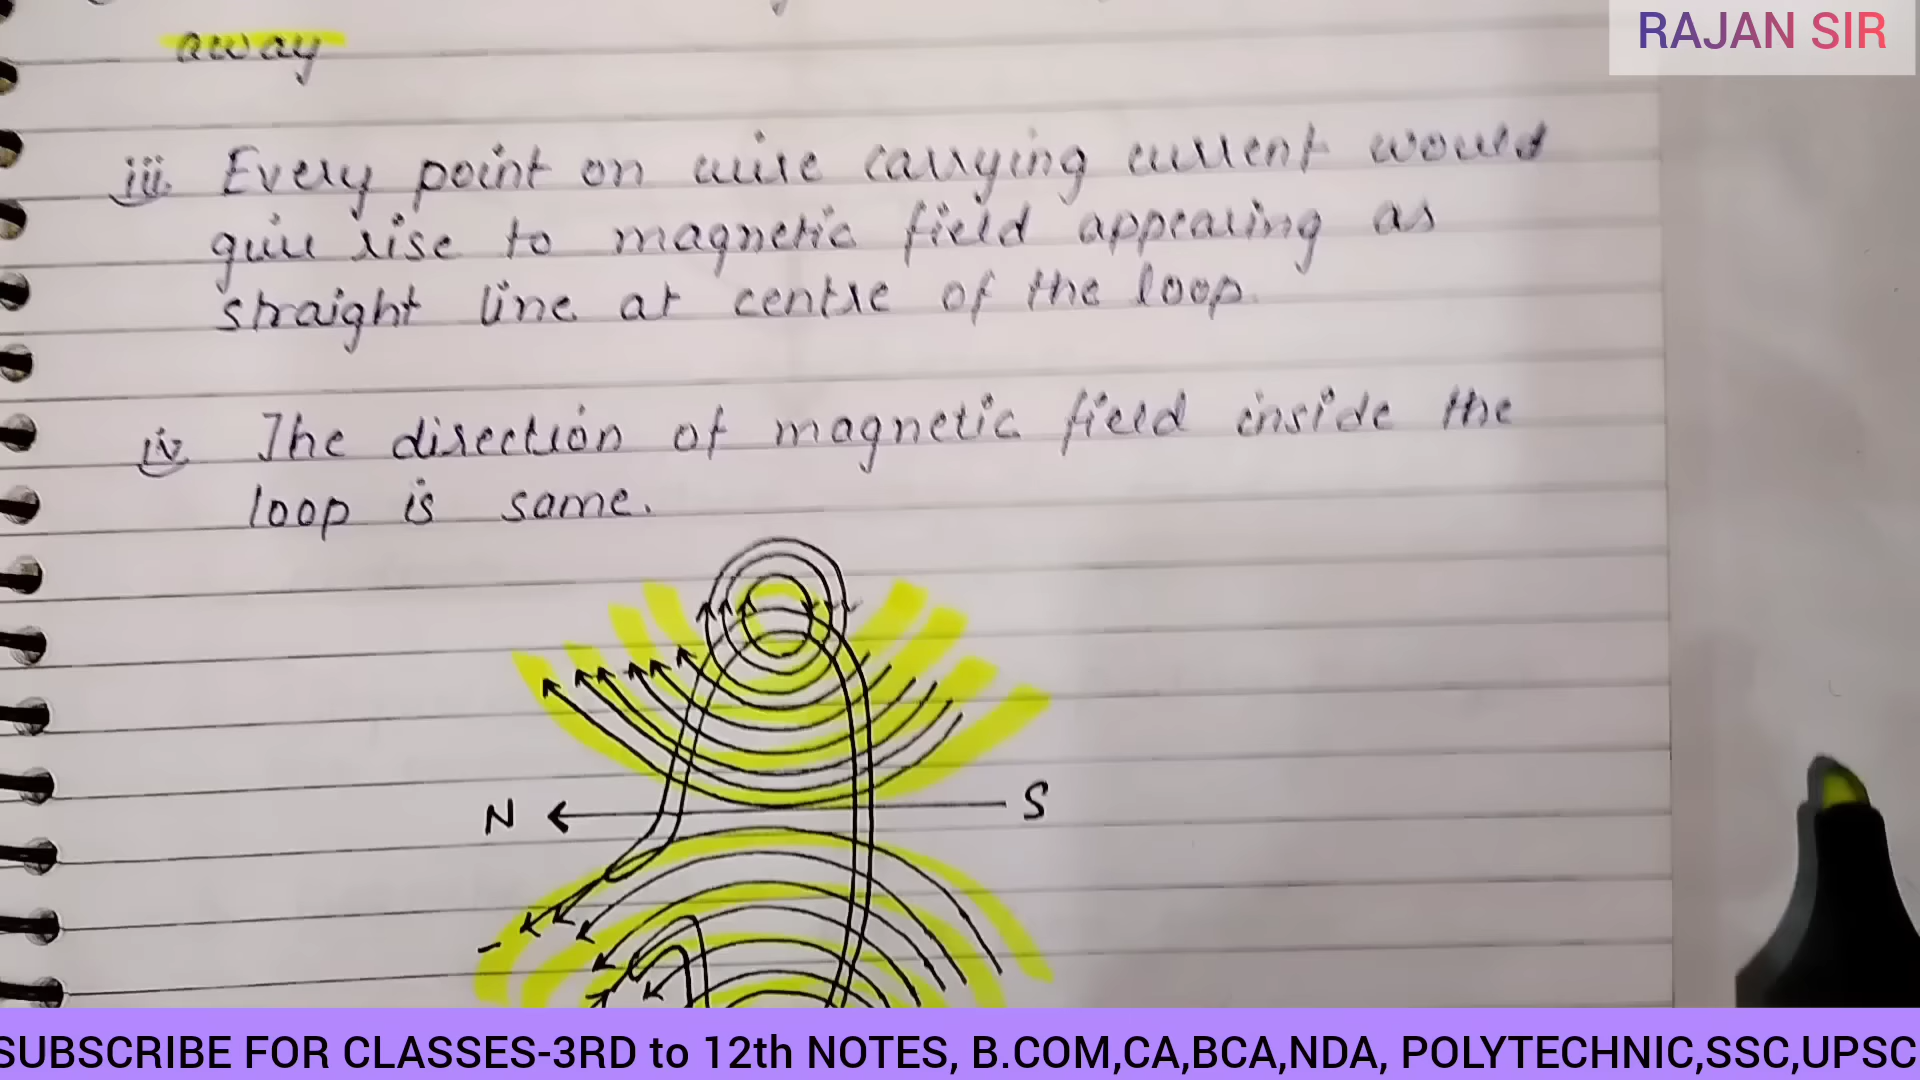 RAJAN SIR
away
iii. Every point on wire carrying current would
give rise to magnetic field appearing as
straight line at centre of the loop.
iv. The direction of magnetic field inside the
loop is same.
N S
-
SUBSCRIBE FOR CLASSES-3RD to 12th NOTES, B.COM,CA,BCA,NDA, POLYTECHNIC,SSC,UPSC